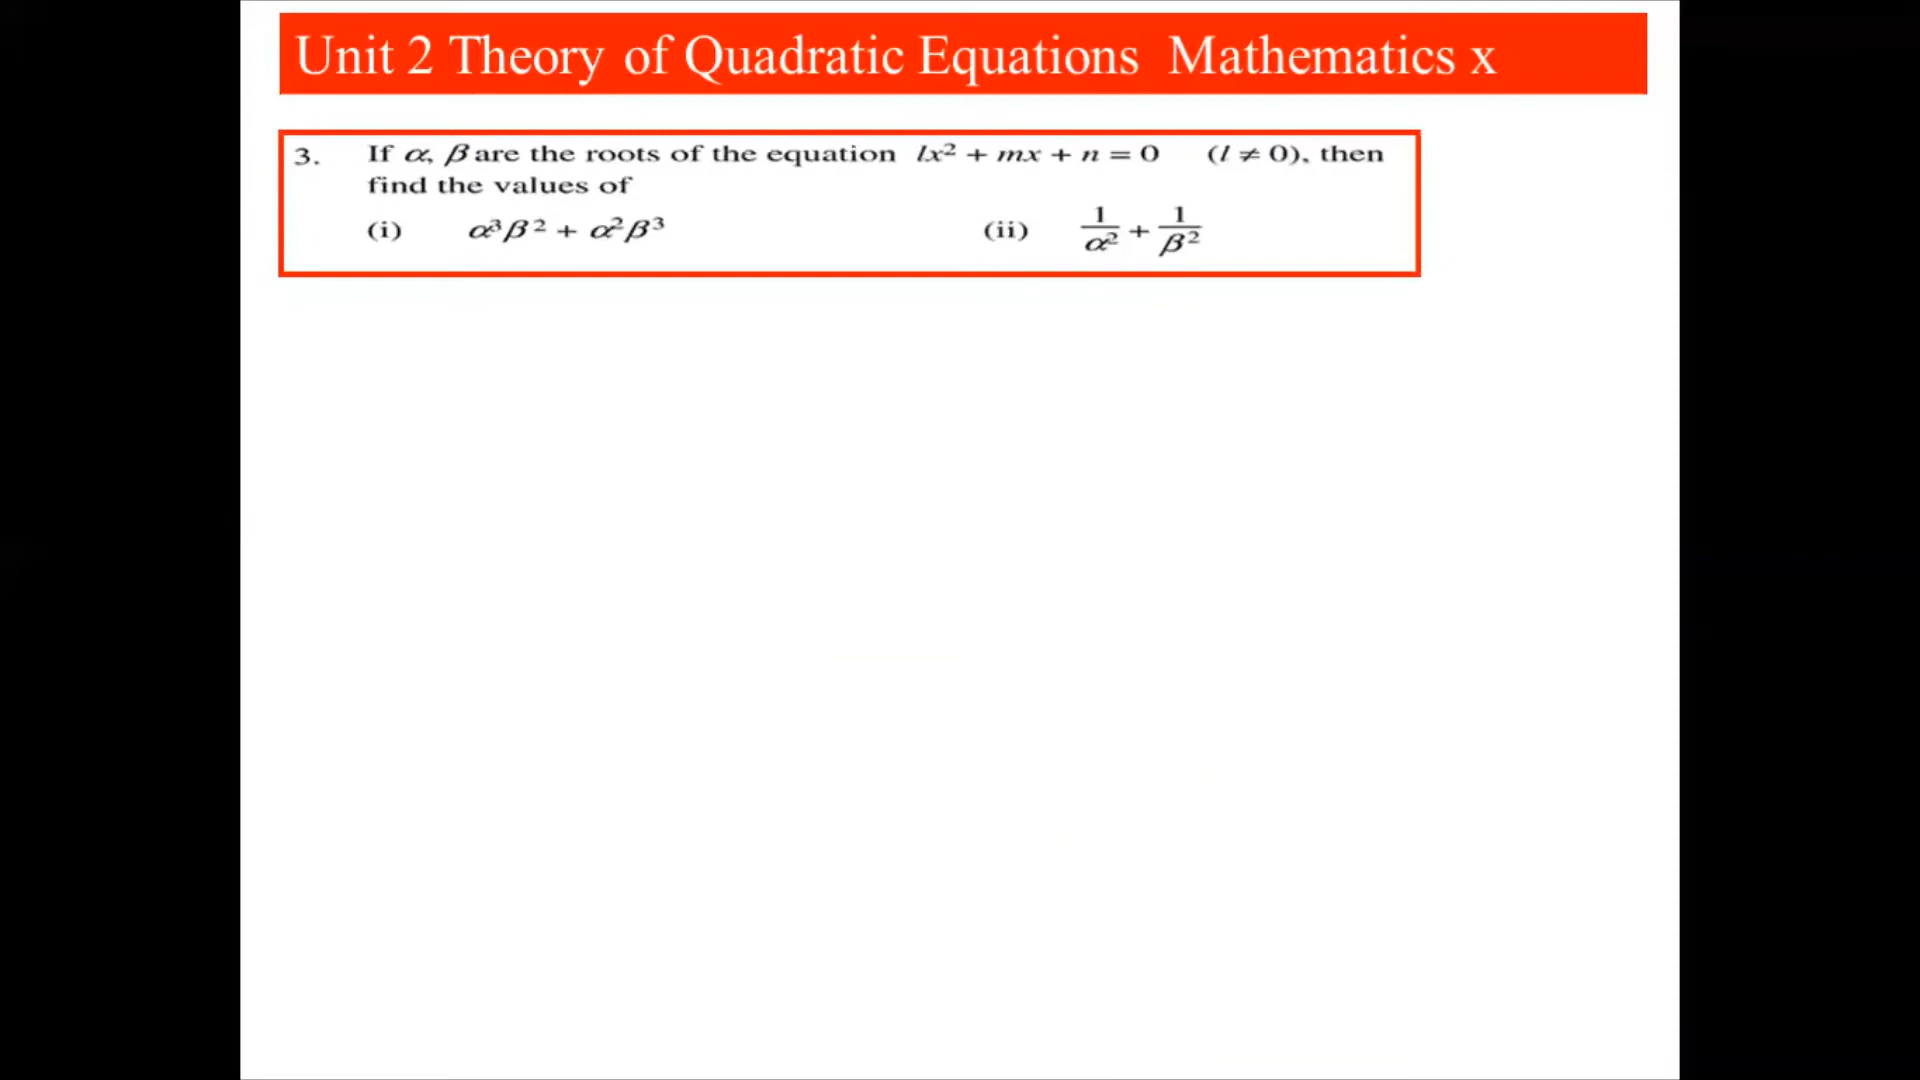 Unit 2 Theory of Quadratic Equations Mathematics x
3. If α, β are the roots of the equation lx² + mx + n = 0 (l ≠ 0), then
find the values of
(i) α³β² + α²β³ (ii) 1/α² + 1/β²